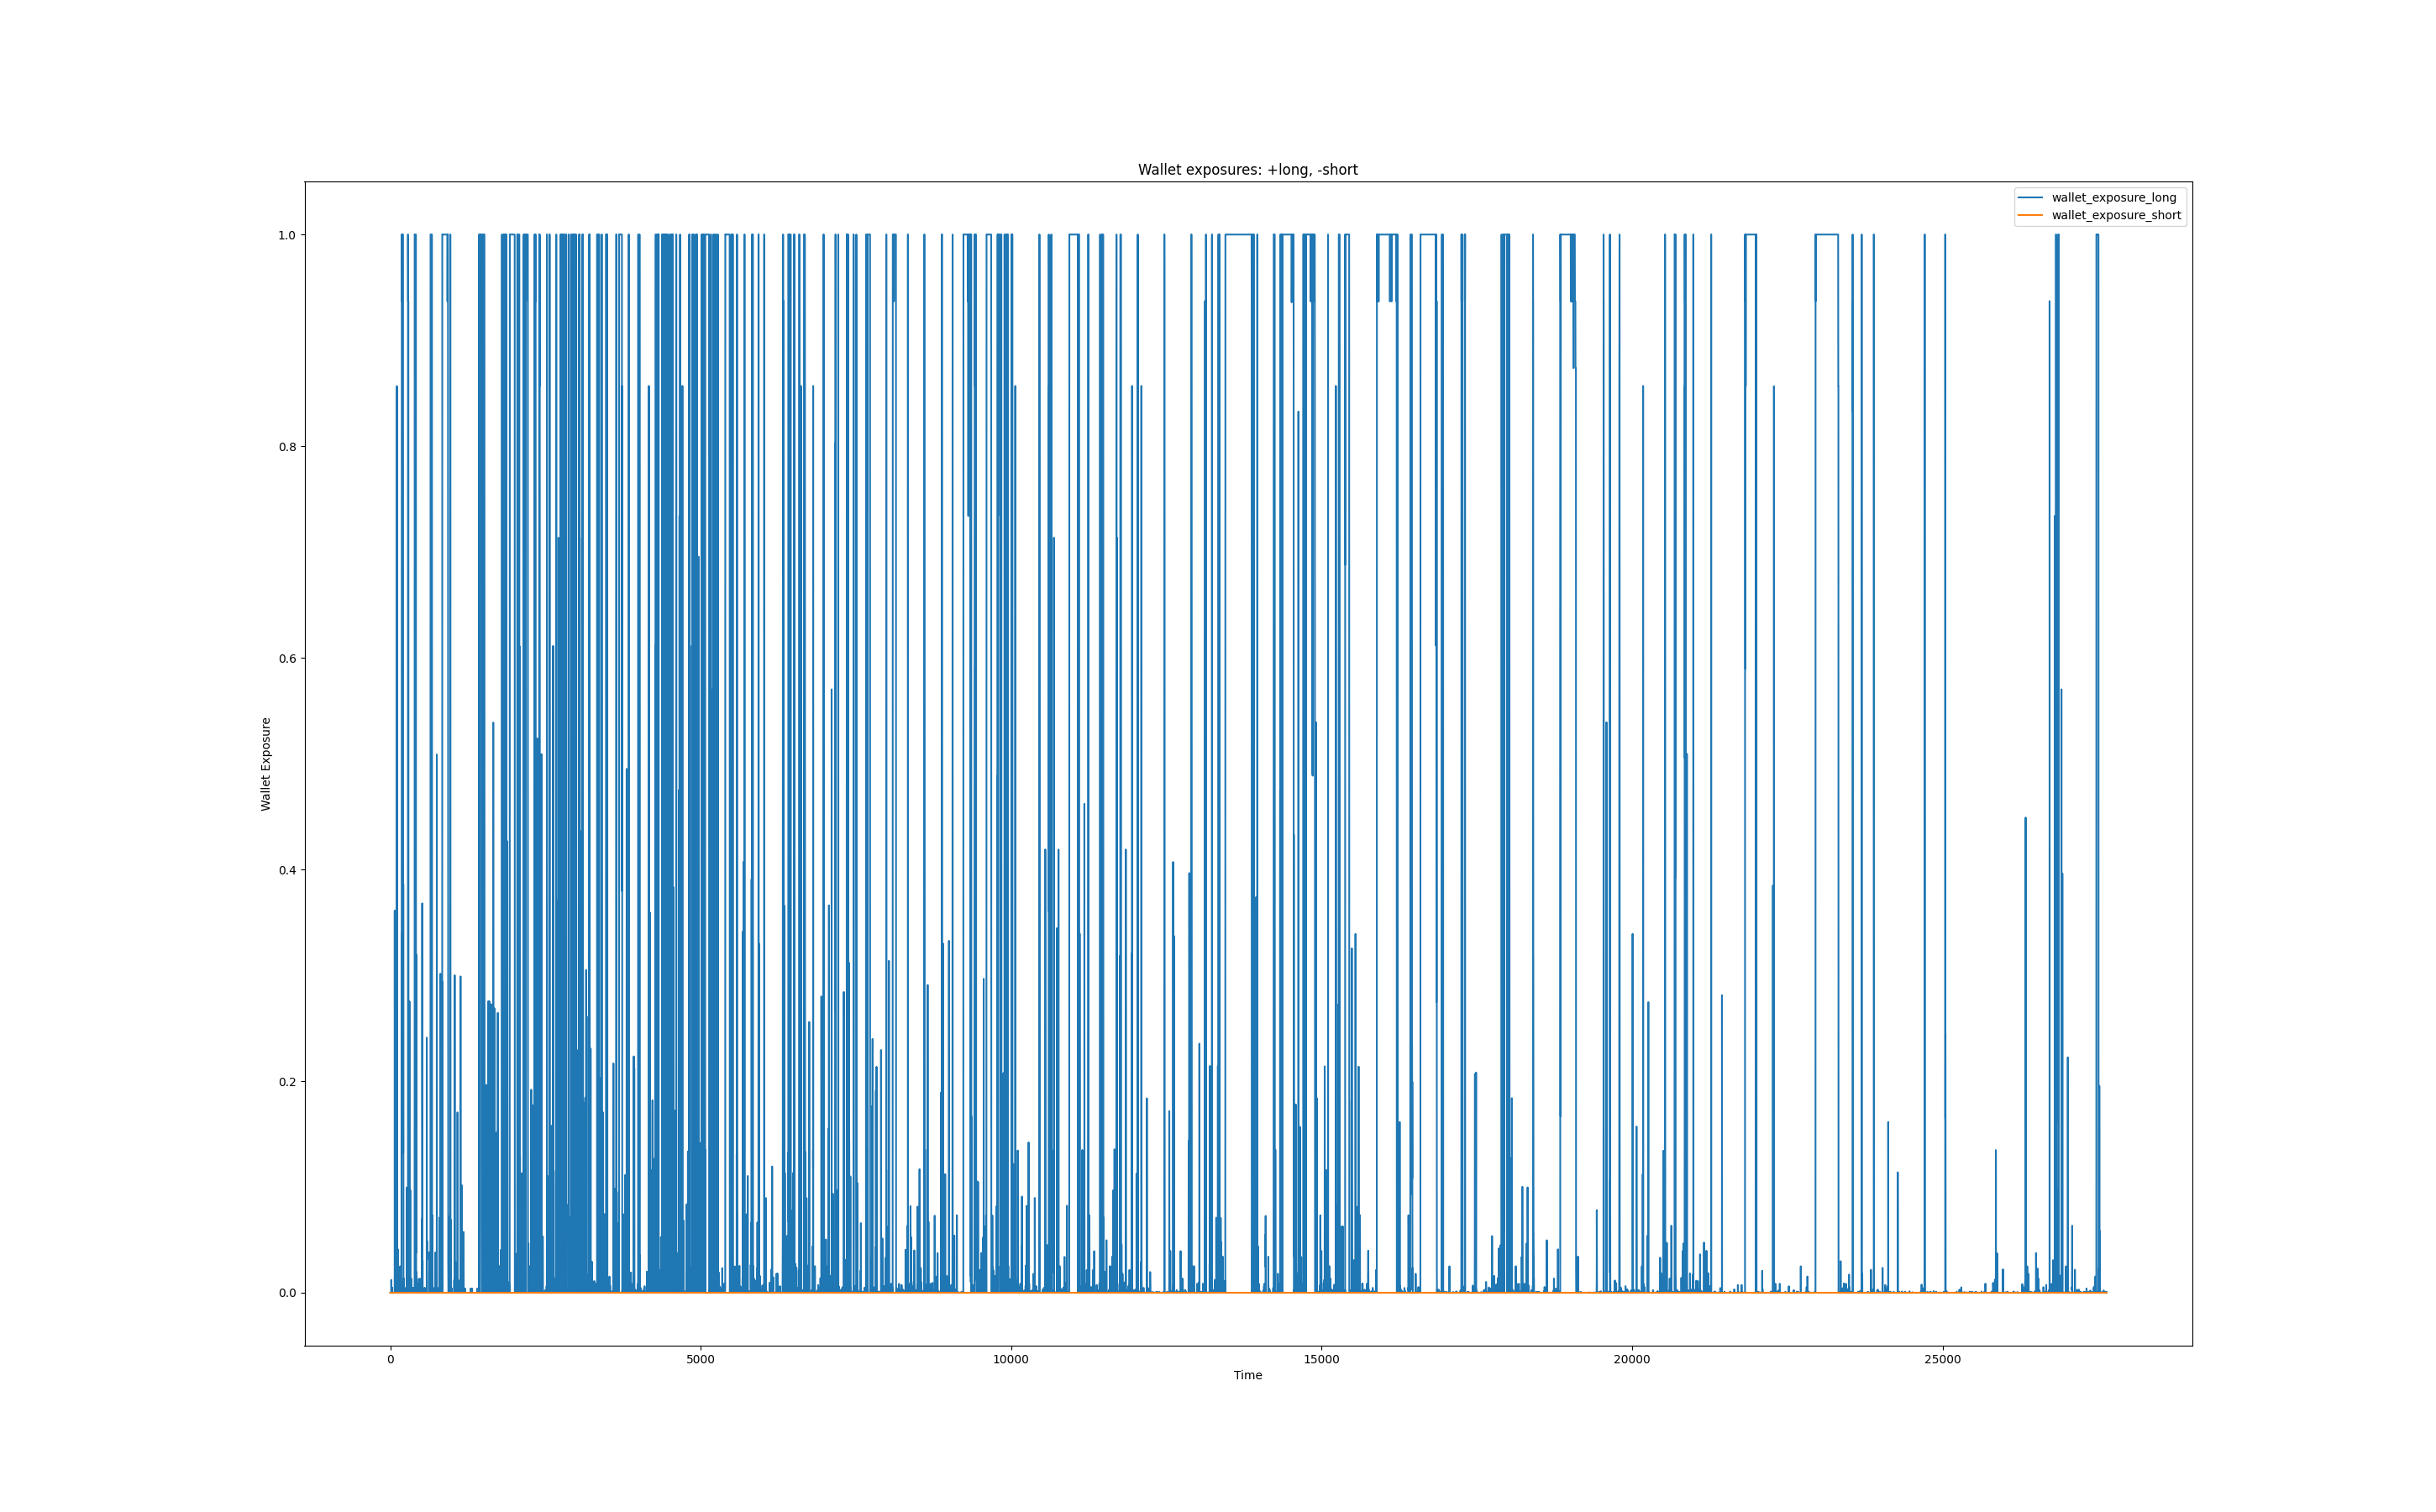 Wallet exposures: +long, -short
wallet_exposure_long
wallet_exposure_short
1.0
0.8
0.6
0.4
0.2
0.0
Wallet Exposure
0 5000 10000 15000 20000 25000
Time